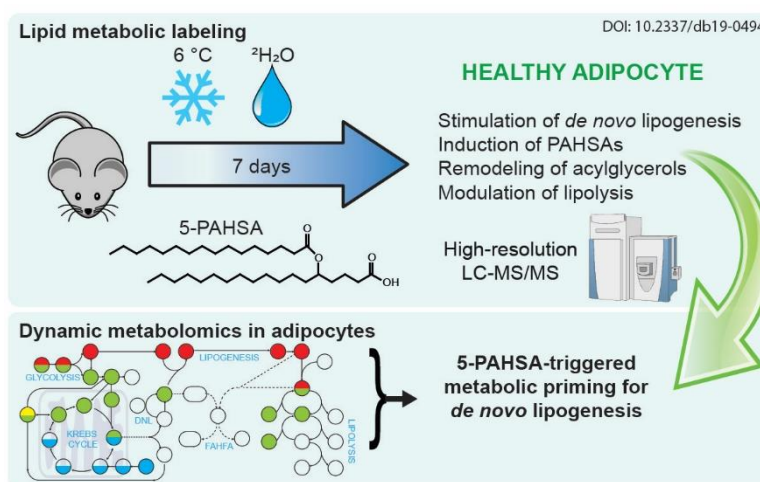 Lipid metabolic labeling
DOI: 10.2337/db19-0494
6 °C
²H₂O
7 days
5-PAHSA
O
O
O
OH
HEALTHY ADIPOCYTE
Stimulation of de novo lipogenesis
Induction of PAHSAs
Remodeling of acylglycerols
Modulation of lipolysis
High-resolution
LC-MS/MS
Dynamic metabolomics in adipocytes
LIPOGENESIS
GLYCOLYSIS
DNL
KREBS
CYCLE
FAHFA
LIPOLYSIS
5-PAHSA-triggered
metabolic priming for
de novo lipogenesis